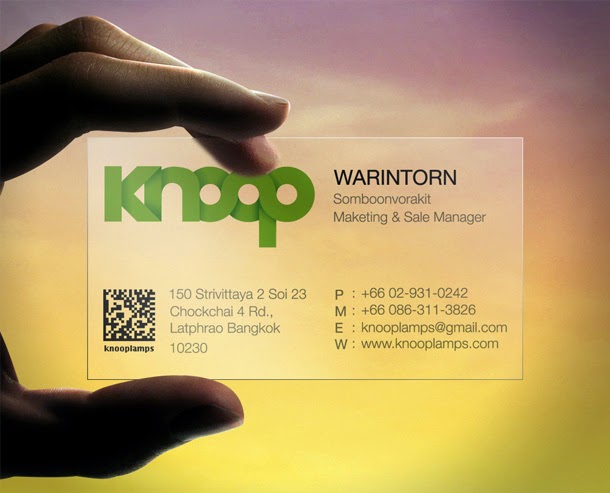 Knoop
WARINTORN
Somboonvorakit
Maketing & Sale Manager
knooplamps
150 Strivittaya 2 Soi 23
Chockchai 4 Rd.,
Latphrao Bangkok
10230
P : +66 02-931-0242
M : +66 086-311-3826
E : knooplamps@gmail.com
W : www.knooplamps.com